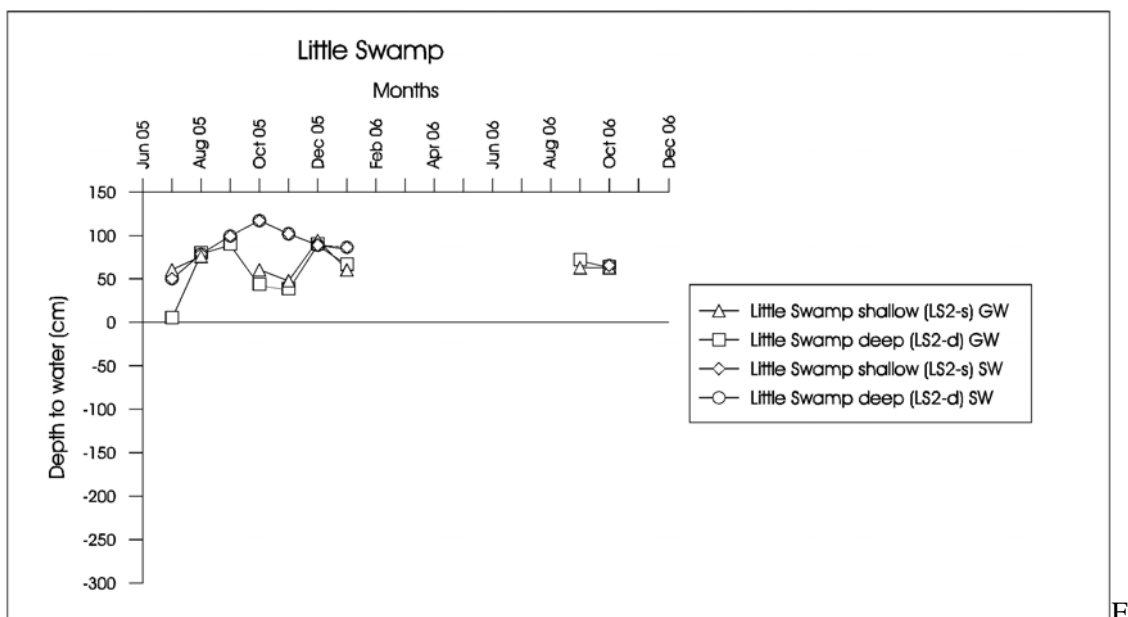 Little Swamp
Months
Jun 05
Aug 05
Oct 05
Dec 05
Feb 06
Apr 06
Jun 06
Aug 06
Oct 06
Dec 06
150
100
50
0
-50
-100
-150
-200
-250
-300
Depth to water (cm)
Little Swamp shallow (LS2-s) GW
Little Swamp deep (LS2-d) GW
Little Swamp shallow (LS2-s) SW
Little Swamp deep (LS2-d) SW